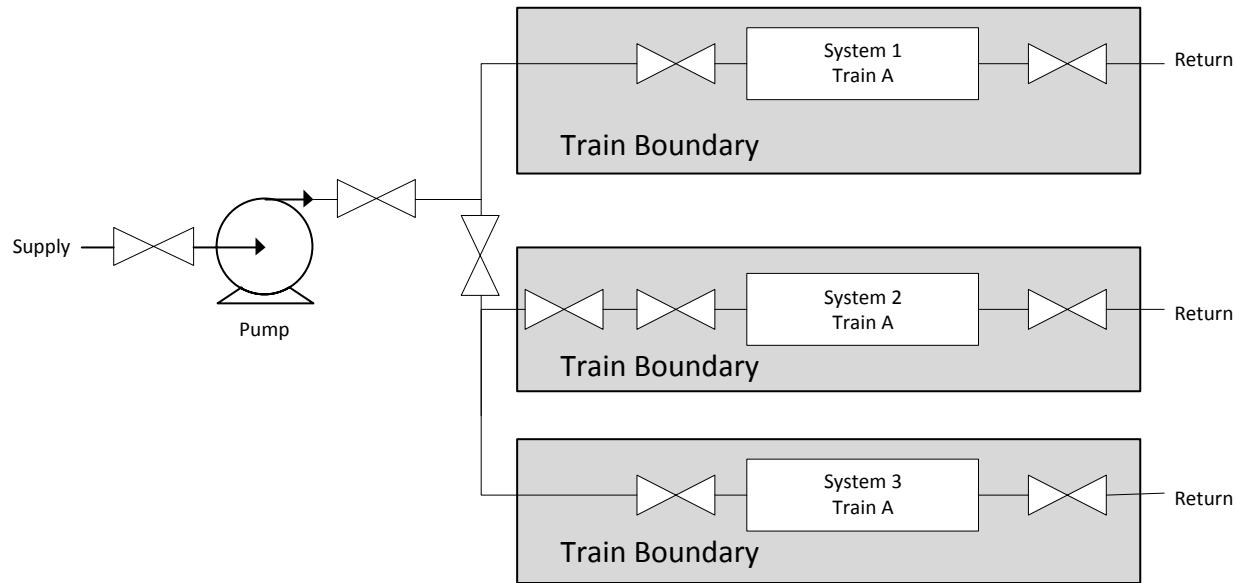 System 1
Train A
Return
Train Boundary
Supply
Pump
System 2
Train A
Return
Train Boundary
System 3
Train A
Return
Train Boundary